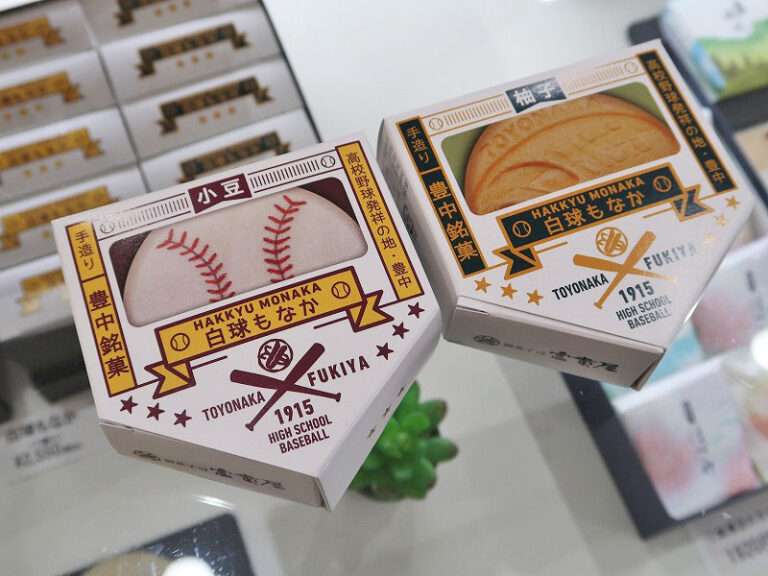 小豆
手造り 豊中銘菓
高校野球発祥の地・豊中
HAKKYU MONAKA
白球もなか
TOYONAKA FUKIYA
1915
HIGH SCHOOL
BASEBALL
柚子
手造り 豊中銘菓
高校野球発祥の地・豊中
TOYONAKA
HAKKYU MONAKA
白球もなか
TOYONAKA FUKIYA
1915
HIGH SCHOOL
BASEBALL